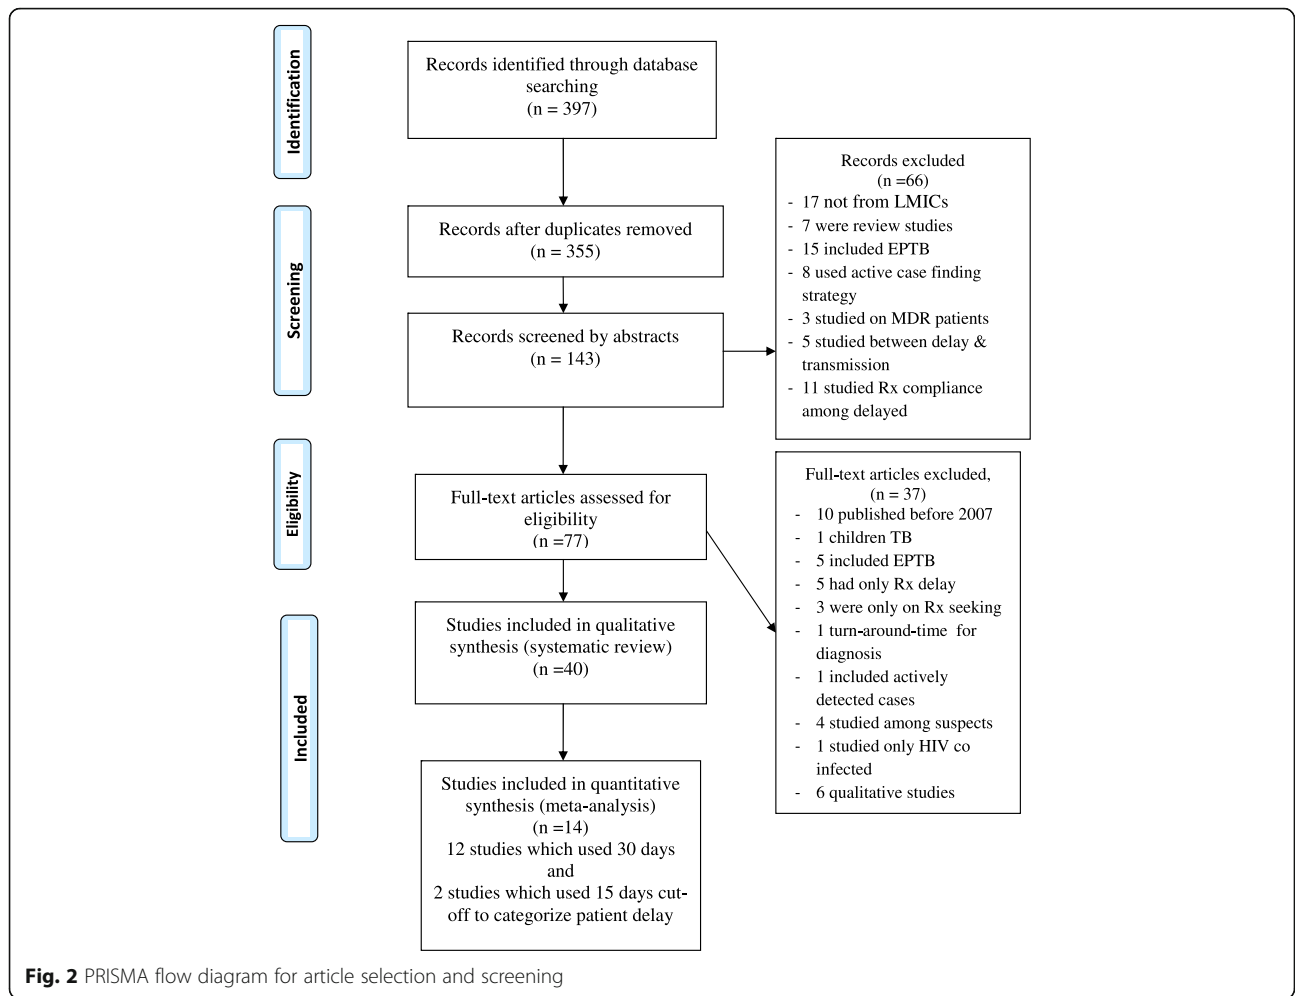 Identification
Records identified through database
searching
(n = 397)
Screening
Records after duplicates removed
(n = 355)
Records screened by abstracts
(n = 143)
Records excluded
(n =66)
- 17 not from LMICs
- 7 were review studies
- 15 included EPTB
- 8 used active case finding
strategy
- 3 studied on MDR patients
- 5 studied between delay &
transmission
- 11 studied Rx compliance
among delayed
Eligibility
Full-text articles assessed for
eligibility
(n =77)
Full-text articles excluded,
(n = 37)
- 10 published before 2007
- 1 children TB
- 5 included EPTB
- 5 had only Rx delay
- 3 were only on Rx seeking
- 1 turn-around-time for
diagnosis
- 1 included actively
detected cases
- 4 studied among suspects
- 1 studied only HIV co
infected
- 6 qualitative studies
Included
Studies included in qualitative
synthesis (systematic review)
(n =40)
Studies included in quantitative
synthesis (meta-analysis)
(n =14)
12 studies which used 30 days
and
2 studies which used 15 days cut-
off to categorize patient delay
Fig. 2 PRISMA flow diagram for article selection and screening